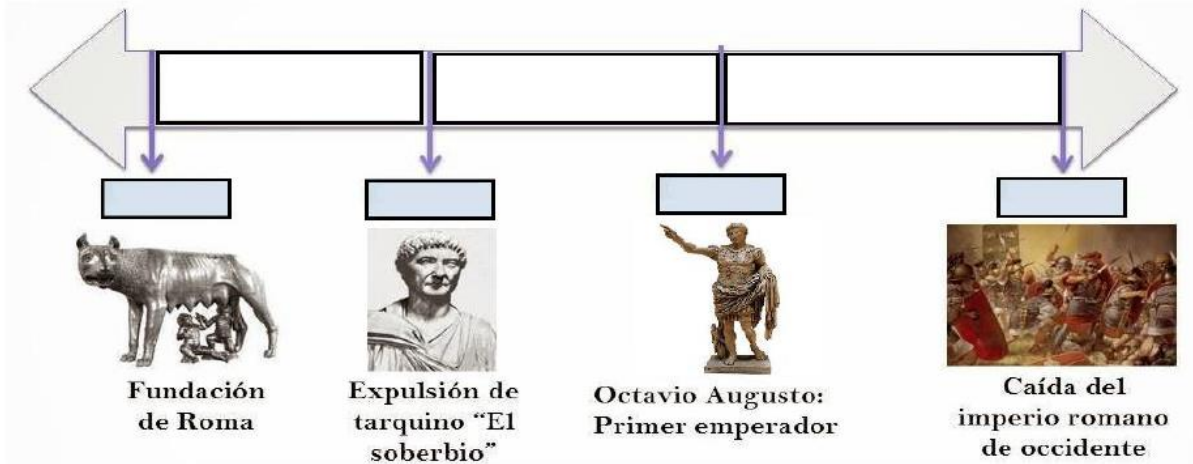 Fundación
de Roma
Expulsión de
tarquino “El
soberbio”
Octavio Augusto:
Primer emperador
Caída del
imperio romano
de occidente